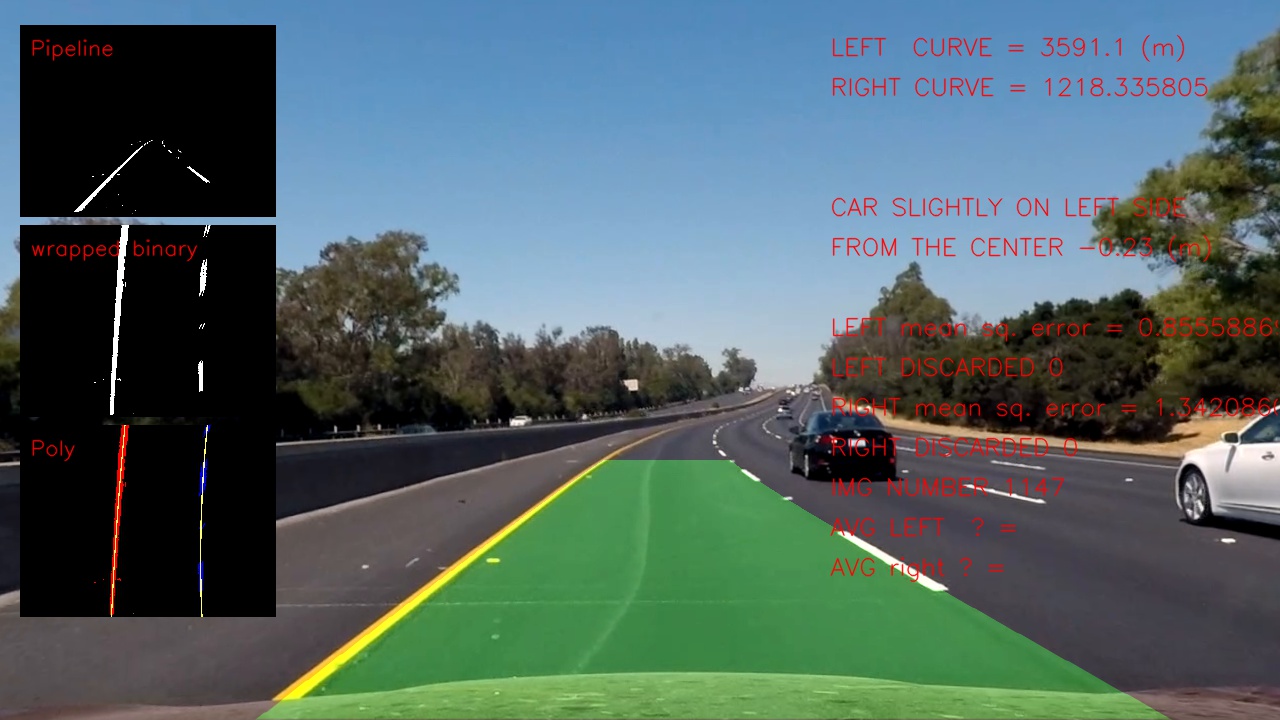 Pipeline
wrapped binary
Poly
LEFT CURVE = 3591.1 (m)
RIGHT CURVE = 1218.335805
CAR SLIGHTLY ON LEFT SIDE
FROM THE CENTER -0.23 (m)
LEFT mean sq. error = 0.8555886
LEFT DISCARDED 0
RIGHT mean sq. error = 1.342086
RIGHT DISCARDED 0
IMG NUMBER 1147
AVG LEFT ? =
AVG right ? =